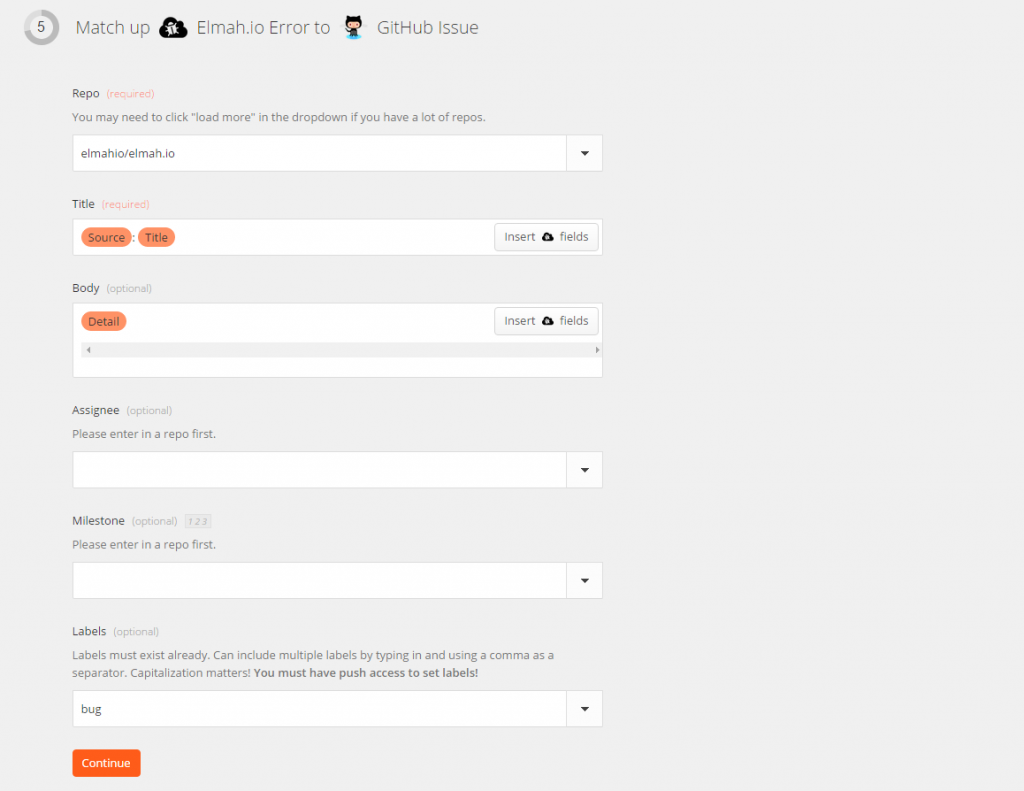 5 Match up Elmah.io Error to GitHub Issue
Repo (required)
You may need to click "load more" in the dropdown if you have a lot of repos.
elmahio/elmah.io
Title (required)
Source : Title Insert fields
Body (optional)
Detail Insert fields
Assignee (optional)
Please enter in a repo first.
Milestone (optional) 1 2 3
Please enter in a repo first.
Labels (optional)
Labels must exist already. Can include multiple labels by typing in and using a comma as a
separator. Capitalization matters! You must have push access to set labels!
bug
Continue